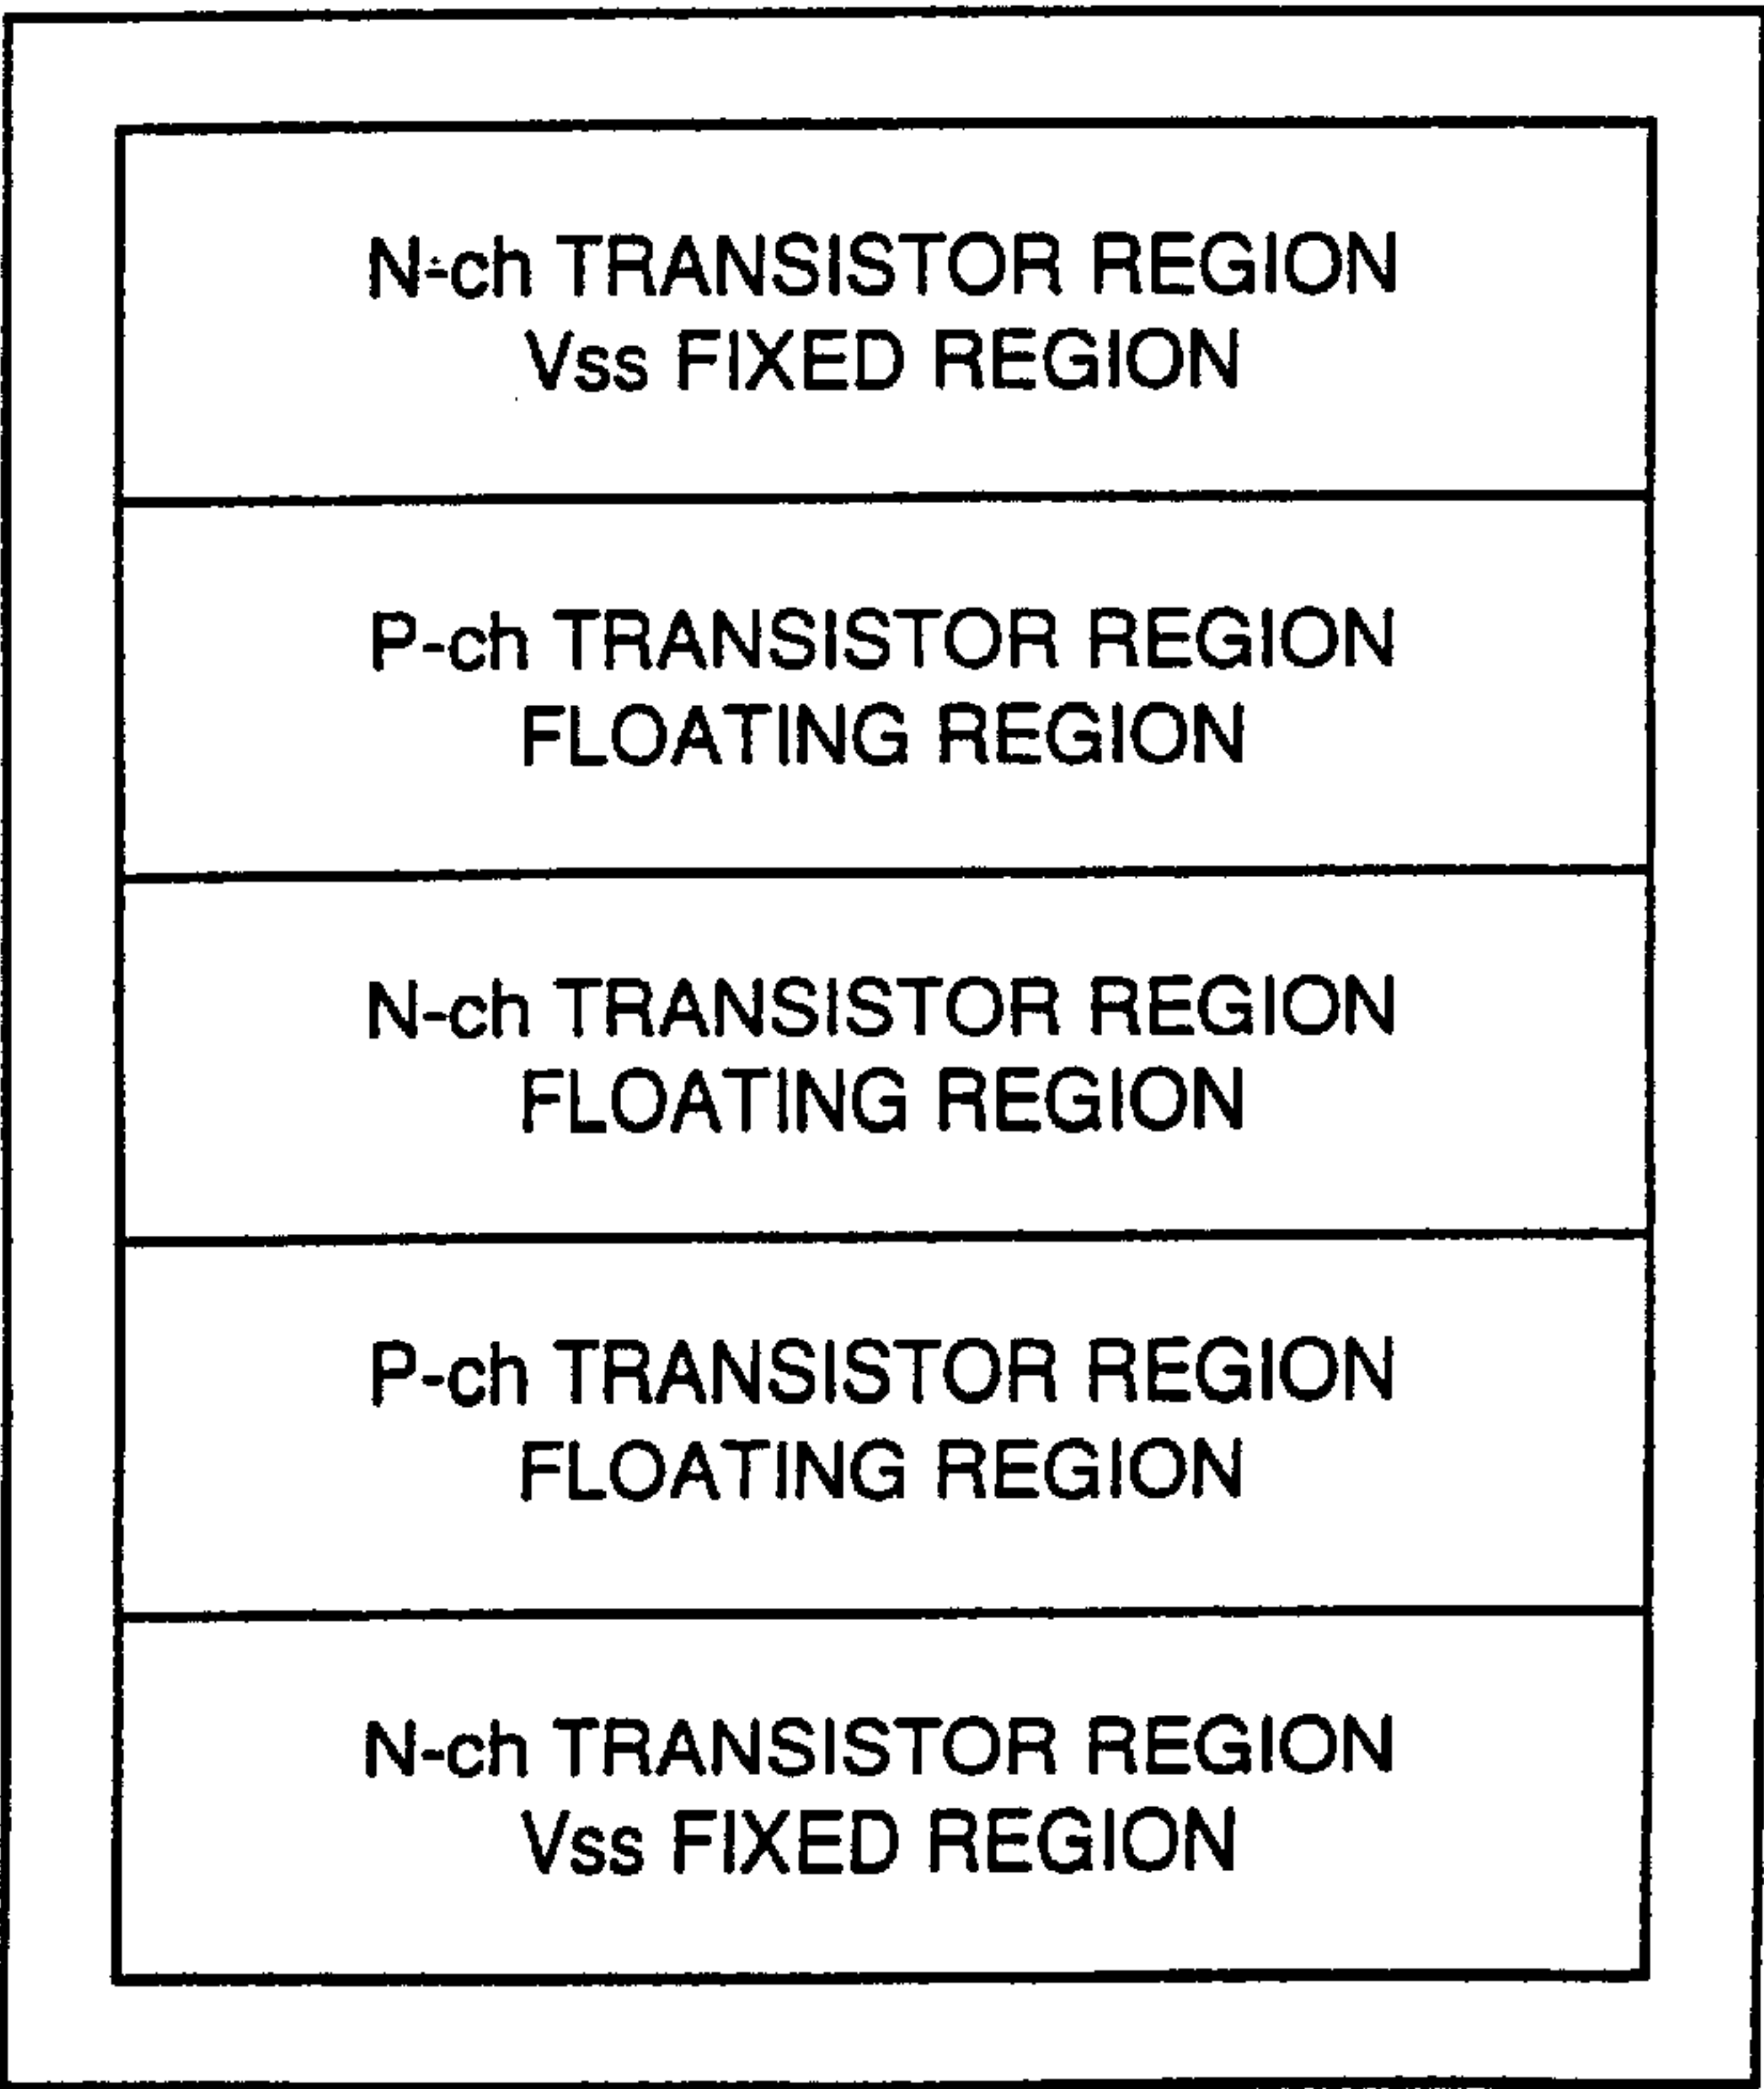 N-ch TRANSISTOR REGION
Vss FIXED REGION
P-ch TRANSISTOR REGION
FLOATING REGION
N-ch TRANSISTOR REGION
FLOATING REGION
P-ch TRANSISTOR REGION
FLOATING REGION
N-ch TRANSISTOR REGION
Vss FIXED REGION